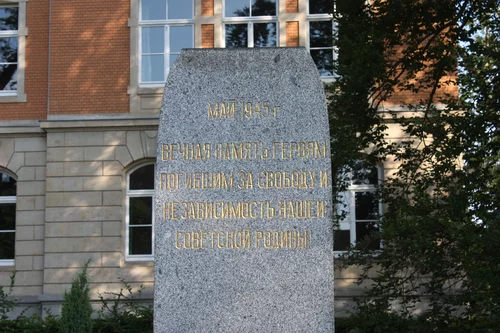 МАЙ 1945 г
ВЕЧНАЯ ПАМЯТЬ ГЕРОЯМ
ПОГИБШИМ ЗА СВОБОДУ И
НЕЗАВИСИМОСТЬ НАШЕЙ
СОВЕТСКОЙ РОДИНЫ!